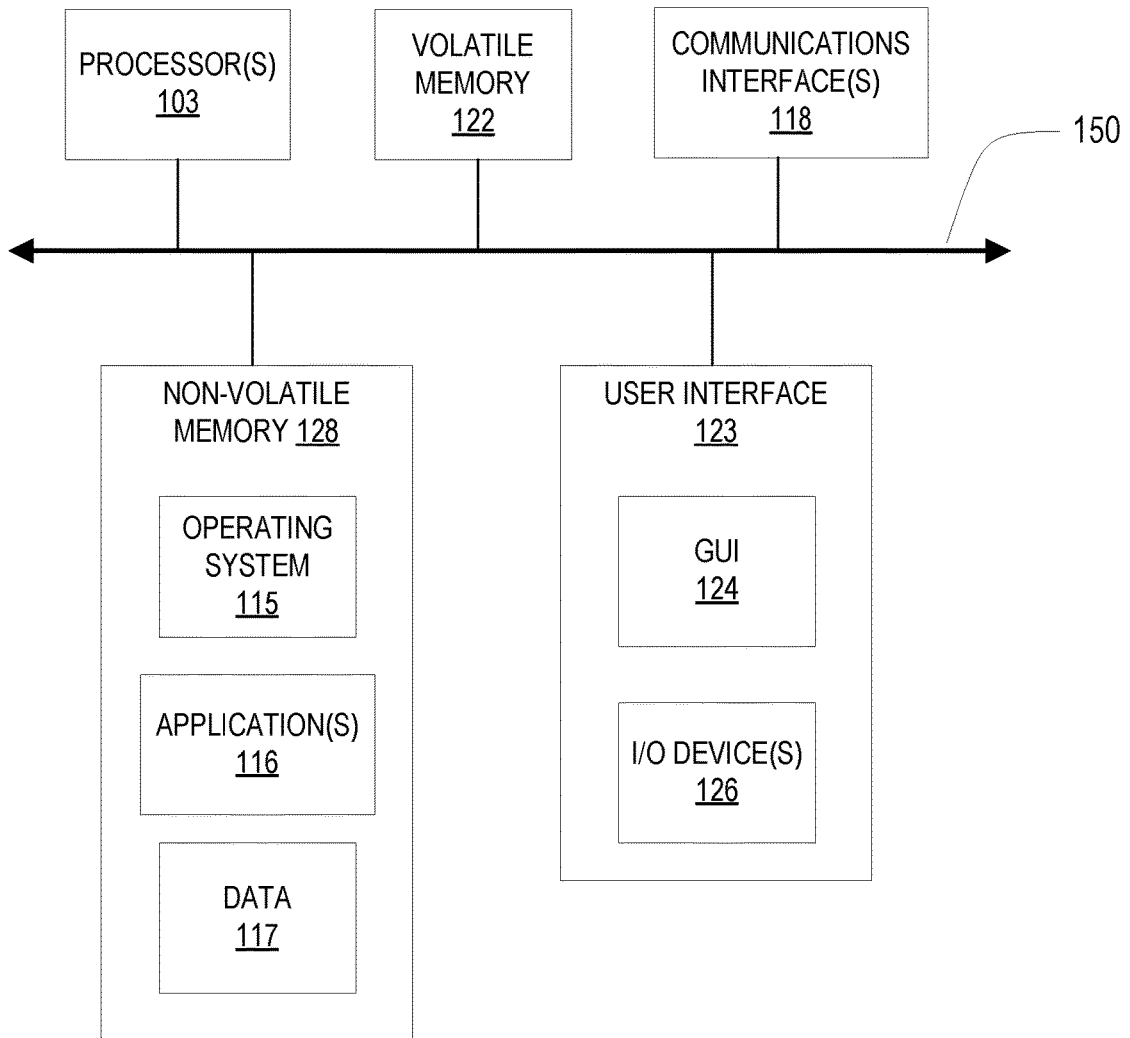 PROCESSOR(S)
103
VOLATILE
MEMORY
122
COMMUNICATIONS
INTERFACE(S)
118
150
NON-VOLATILE
MEMORY 128
OPERATING
SYSTEM
115
APPLICATION(S)
116
DATA
117
USER INTERFACE
123
GUI
124
I/O DEVICE(S)
126